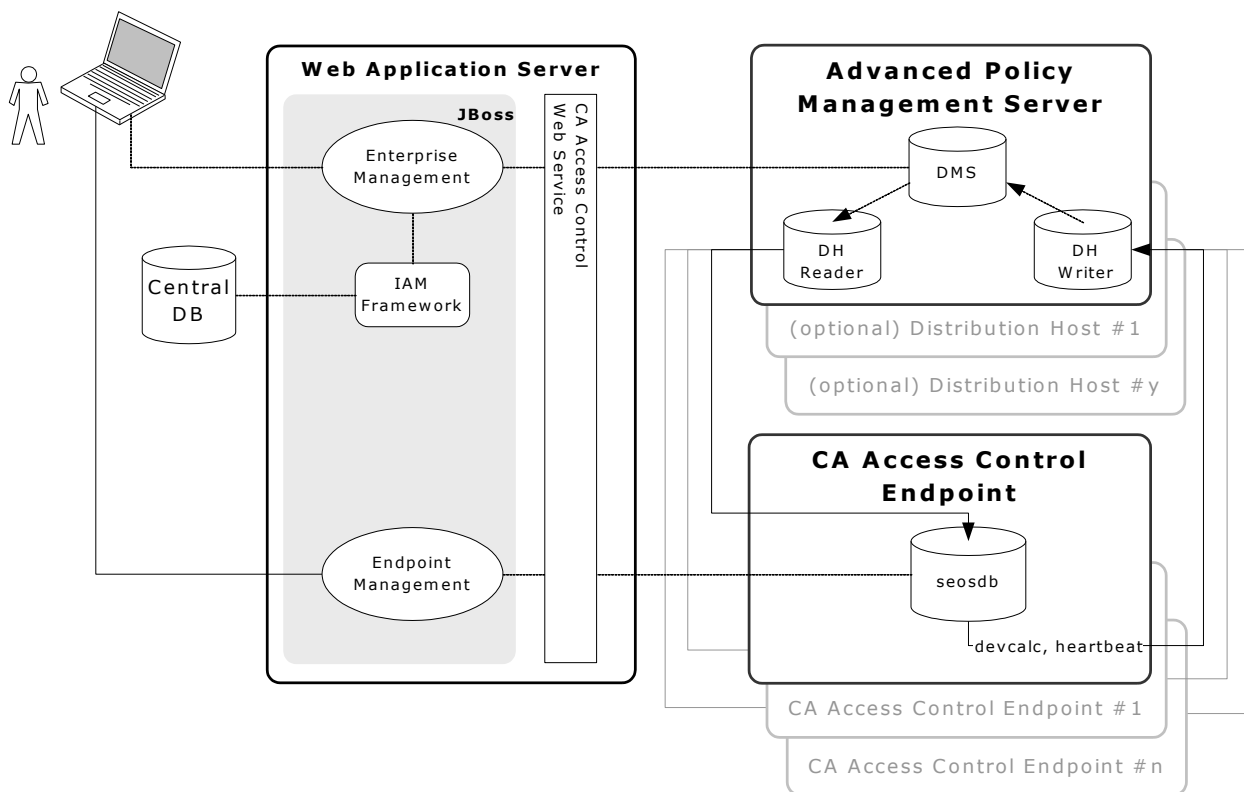 Web Application Server
JBoss
CA Access Control
Web Service
Enterprise
Management
IAM
Framework
Central
DB
Endpoint
Management
Advanced Policy
Management Server
DMS
DH
Reader
DH
Writer
(optional) Distribution Host #1
(optional) Distribution Host #y
CA Access Control
Endpoint
seosdb
devcalc, heartbeat
CA Access Control Endpoint #1
CA Access Control Endpoint #n